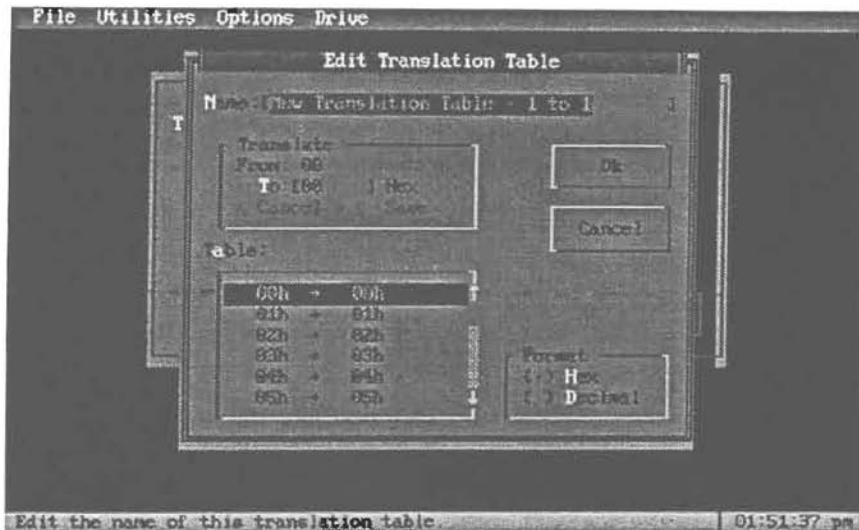 File Utilities Options Drive
Edit Translation Table
Name: [New Translation Table - 1 to 1 ]
T
Translate
From: 00
To [00 ] Hex
Cancel Save
Ok
Cancel
Table:
00h → 00h
01h → 01h
02h → 02h
03h → 03h
04h → 04h
05h → 05h
Format
(·) Hex
( ) Decimal
Edit the name of this translation table. 01:51:37 pm